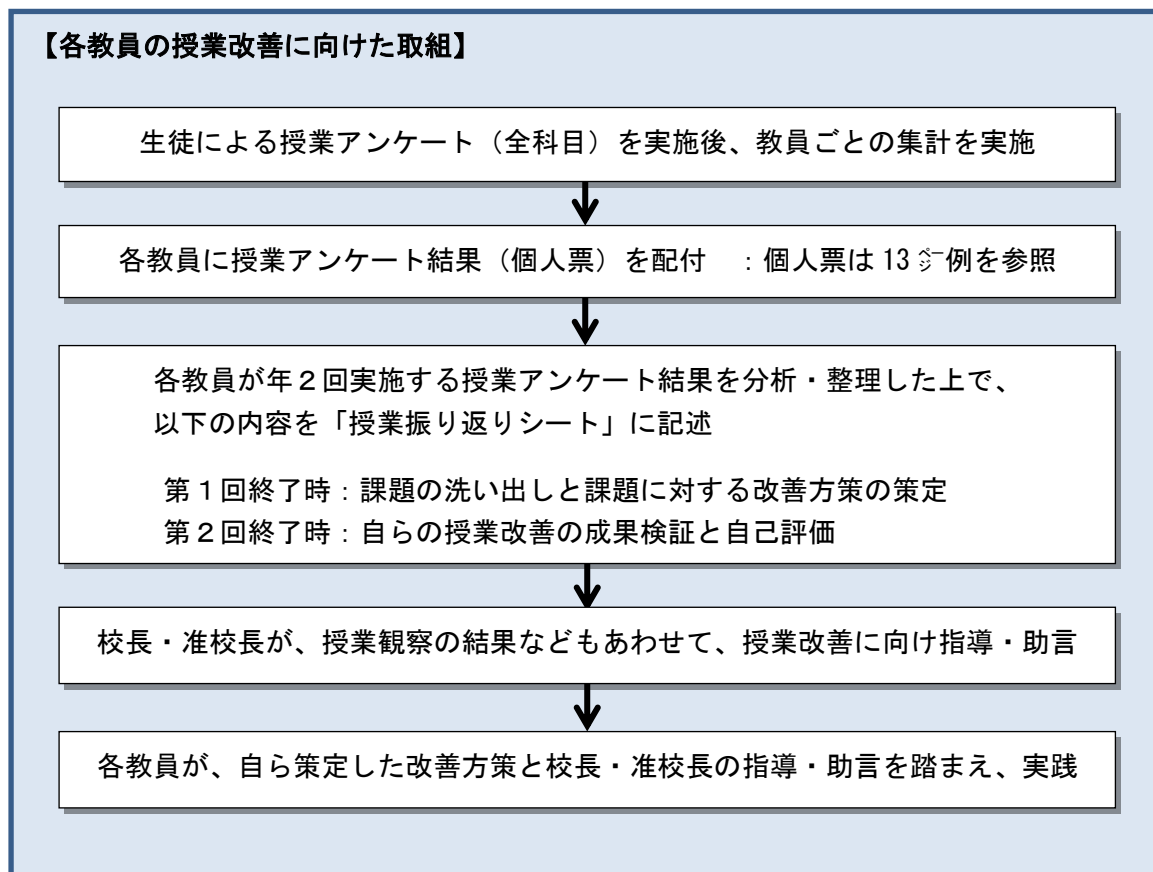 【各教員の授業改善に向けた取組】
生徒による授業アンケート（全科目）を実施後、教員ごとの集計を実施
各教員に授業アンケート結果（個人票）を配付　：個人票は 13 ㌻例を参照
各教員が年２回実施する授業アンケート結果を分析・整理した上で、
以下の内容を「授業振り返りシート」に記述
第１回終了時：課題の洗い出しと課題に対する改善方策の策定
第２回終了時：自らの授業改善の成果検証と自己評価
校長・准校長が、授業観察の結果などもあわせて、授業改善に向け指導・助言
各教員が、自ら策定した改善方策と校長・准校長の指導・助言を踏まえ、実践